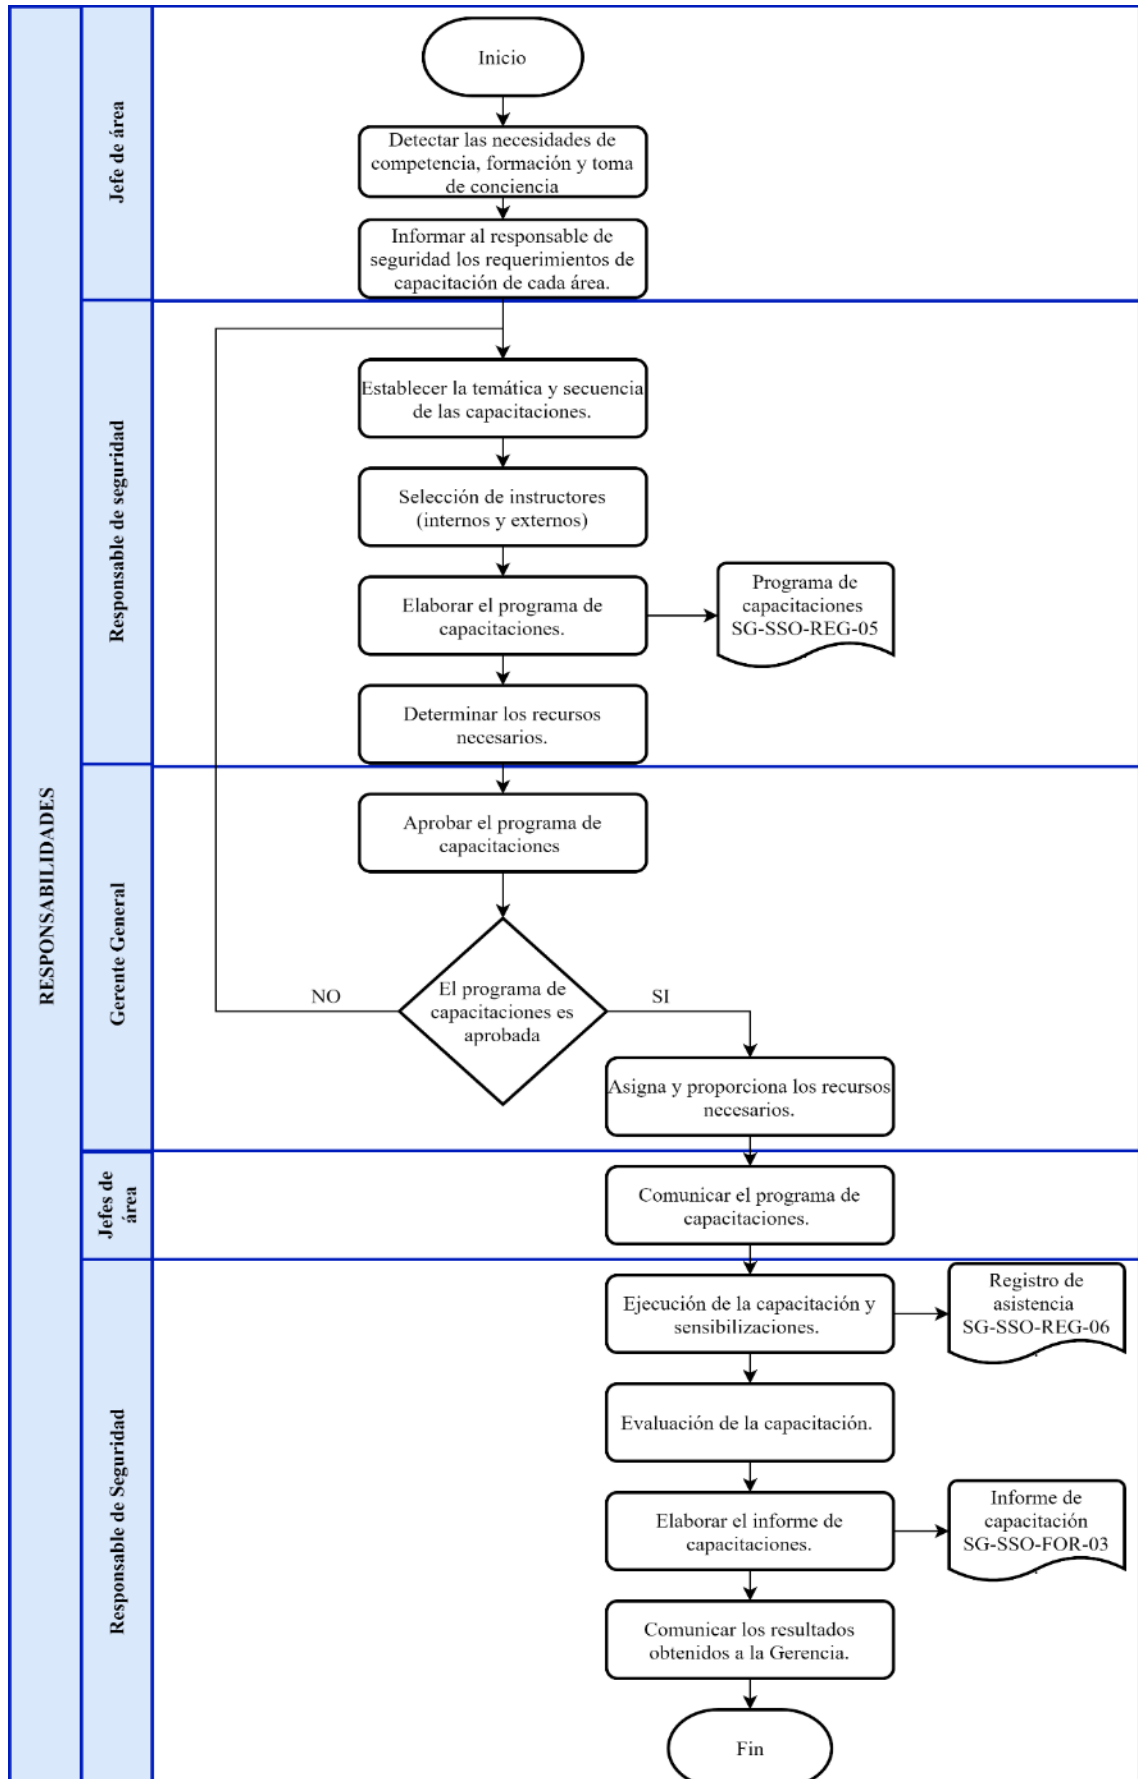 RESPONSABILIDADES
Jefe de área
Inicio
Detectar las necesidades de
competencia, formación y toma
de conciencia
Informar al responsable de
seguridad los requerimientos de
capacitación de cada área.
Responsable de seguridad
Establecer la temática y secuencia
de las capacitaciones.
Selección de instructores
(internos y externos)
Elaborar el programa de
capacitaciones.
Programa de
capacitaciones
SG-SSO-REG-05
Determinar los recursos
necesarios.
Gerente General
Aprobar el programa de
capacitaciones
El programa de
capacitaciones es
aprobada
NO
SI
Asigna y proporciona los recursos
necesarios.
Jefes de
área
Comunicar el programa de
capacitaciones.
Responsable de Seguridad
Ejecución de la capacitación y
sensibilizaciones.
Registro de
asistencia
SG-SSO-REG-06
Evaluación de la capacitación.
Elaborar el informe de
capacitaciones.
Informe de
capacitación
SG-SSO-FOR-03
Comunicar los resultados
obtenidos a la Gerencia.
Fin